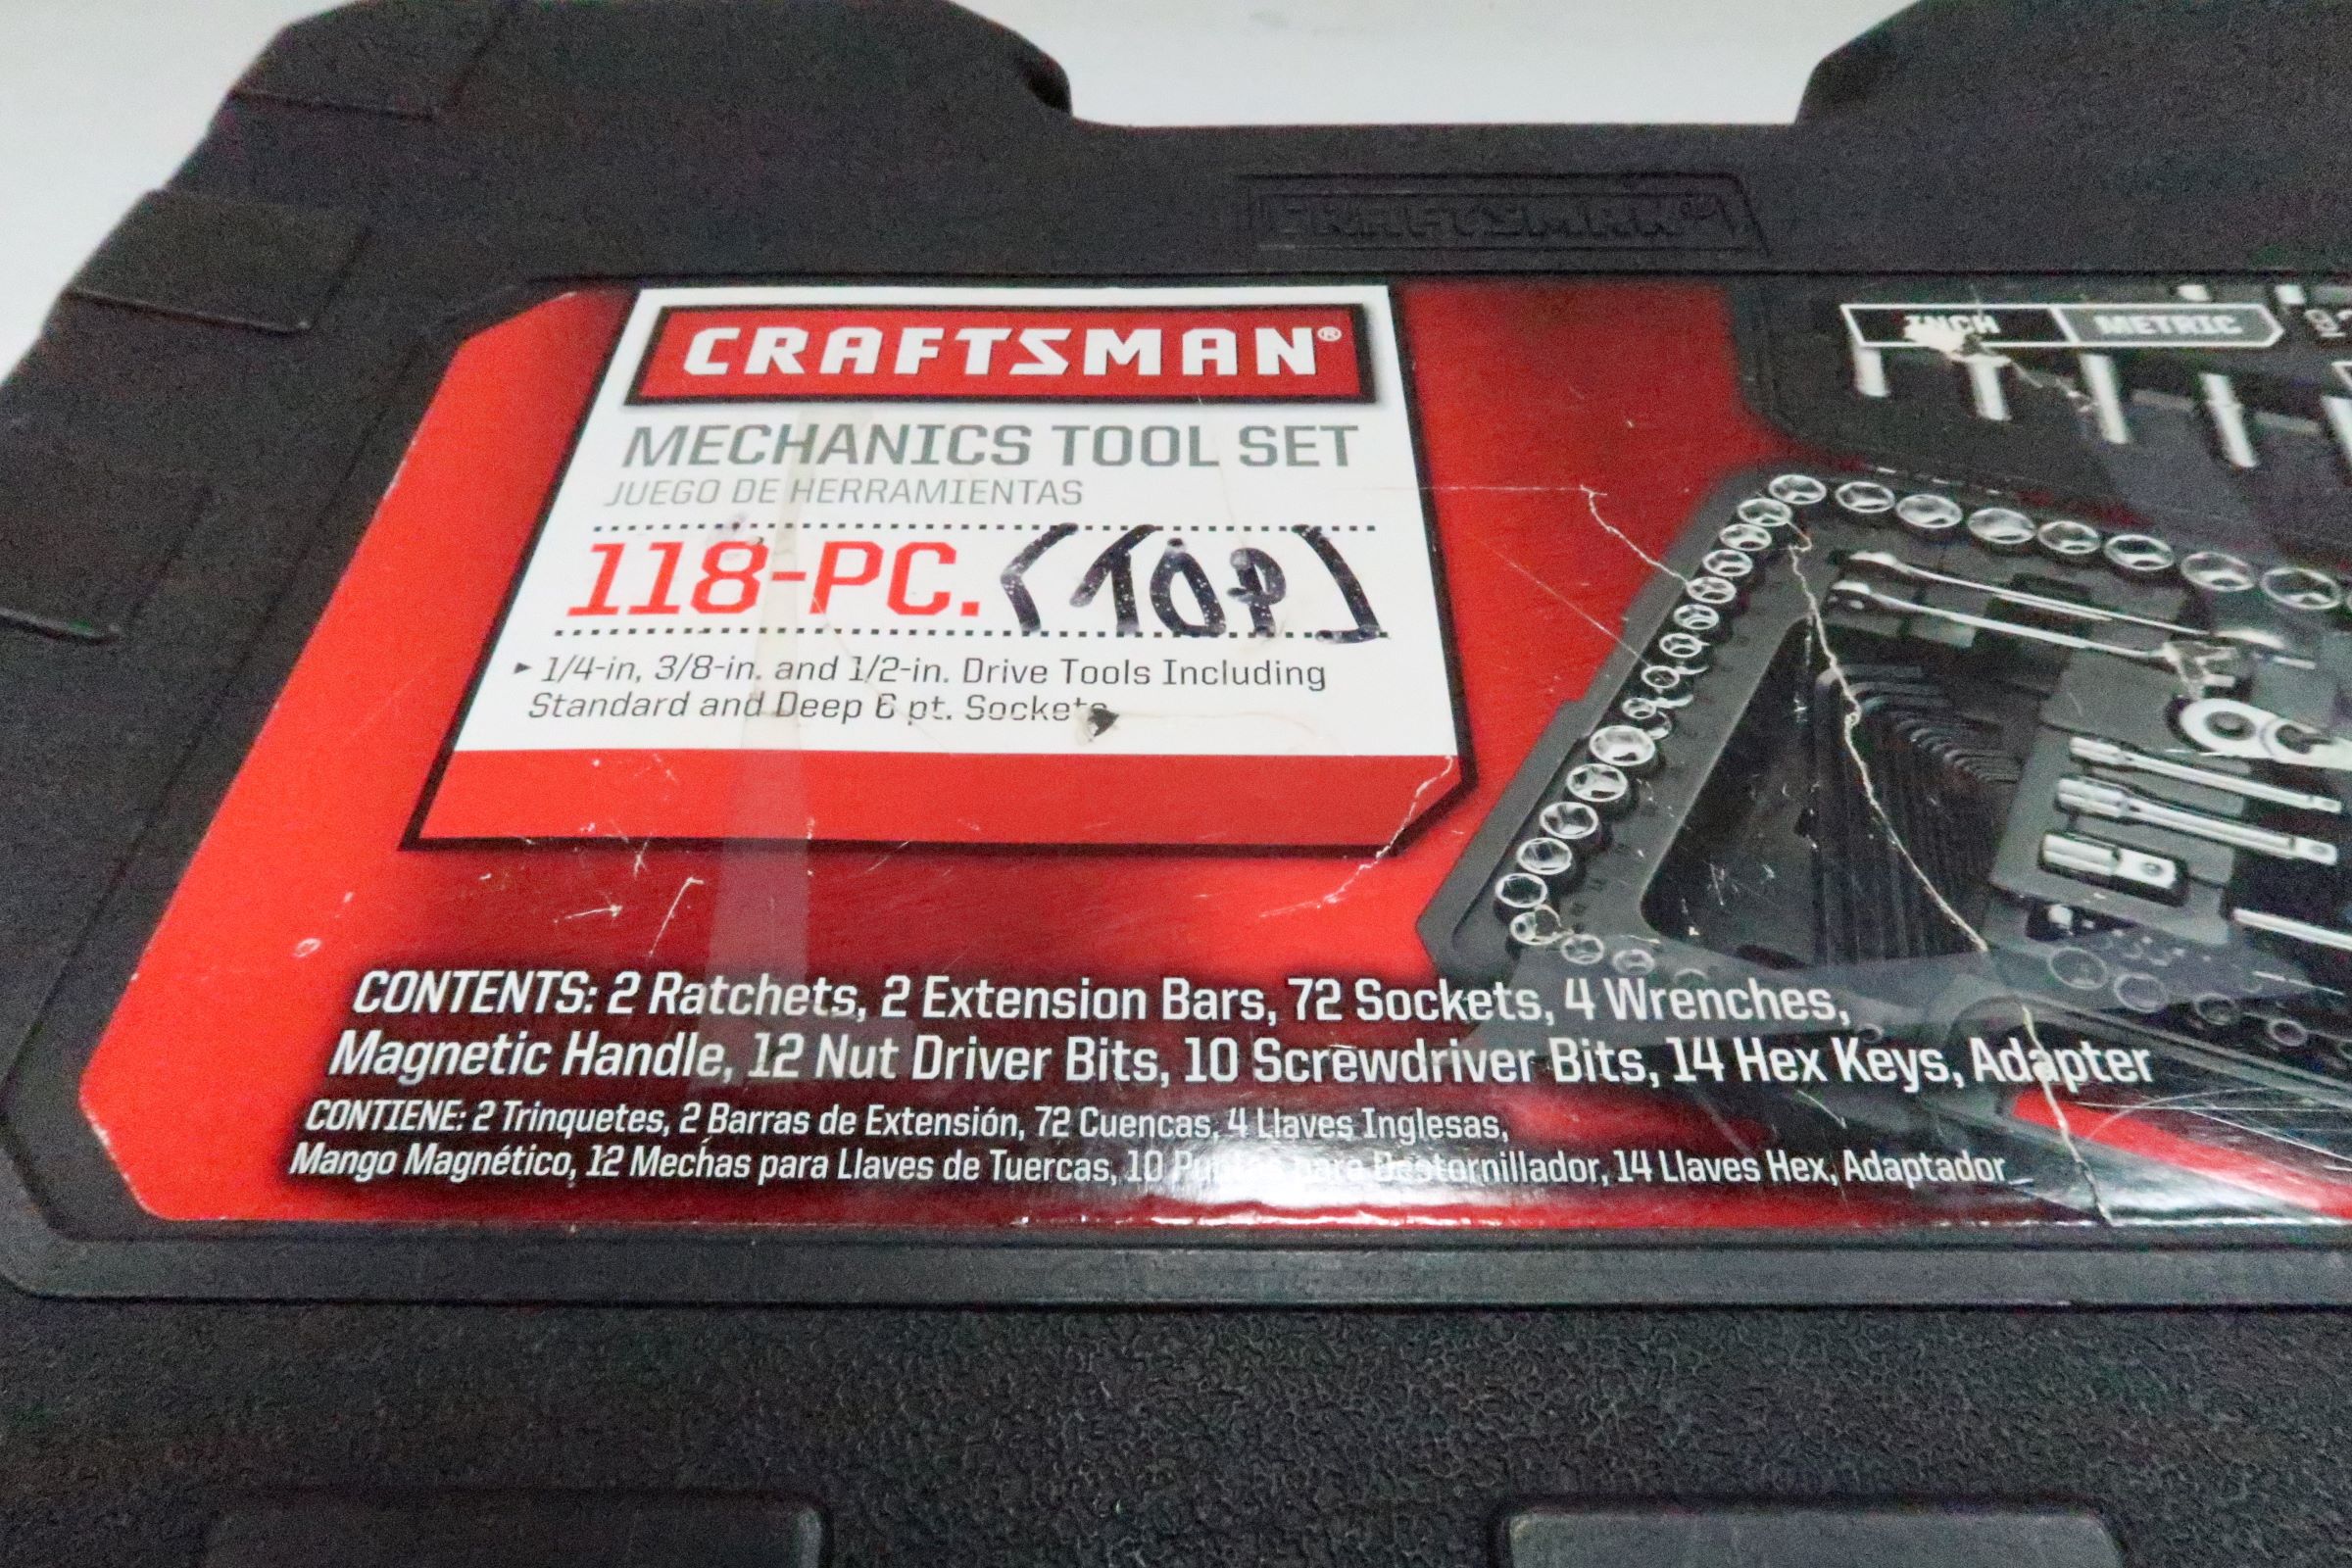 CRAFTSMAN
CRAFTSMAN®
MECHANICS TOOL SET
JUEGO DE HERRAMIENTAS
118-PC. (TOP)
▸ 1/4-in, 3/8-in. and 1/2-in. Drive Tools Including
Standard and Deep 6 pt. Sockets
INCH METRIC
CONTENTS: 2 Ratchets, 2 Extension Bars, 72 Sockets, 4 Wrenches,
Magnetic Handle, 12 Nut Driver Bits, 10 Screwdriver Bits, 14 Hex Keys, Adapter
CONTIENE: 2 Trinquetes, 2 Barras de Extensión, 72 Cuencas, 4 Llaves Inglesas,
Mango Magnético, 12 Mechas para Llaves de Tuercas, 10 Puntas para Destornillador, 14 Llaves Hex, Adaptador